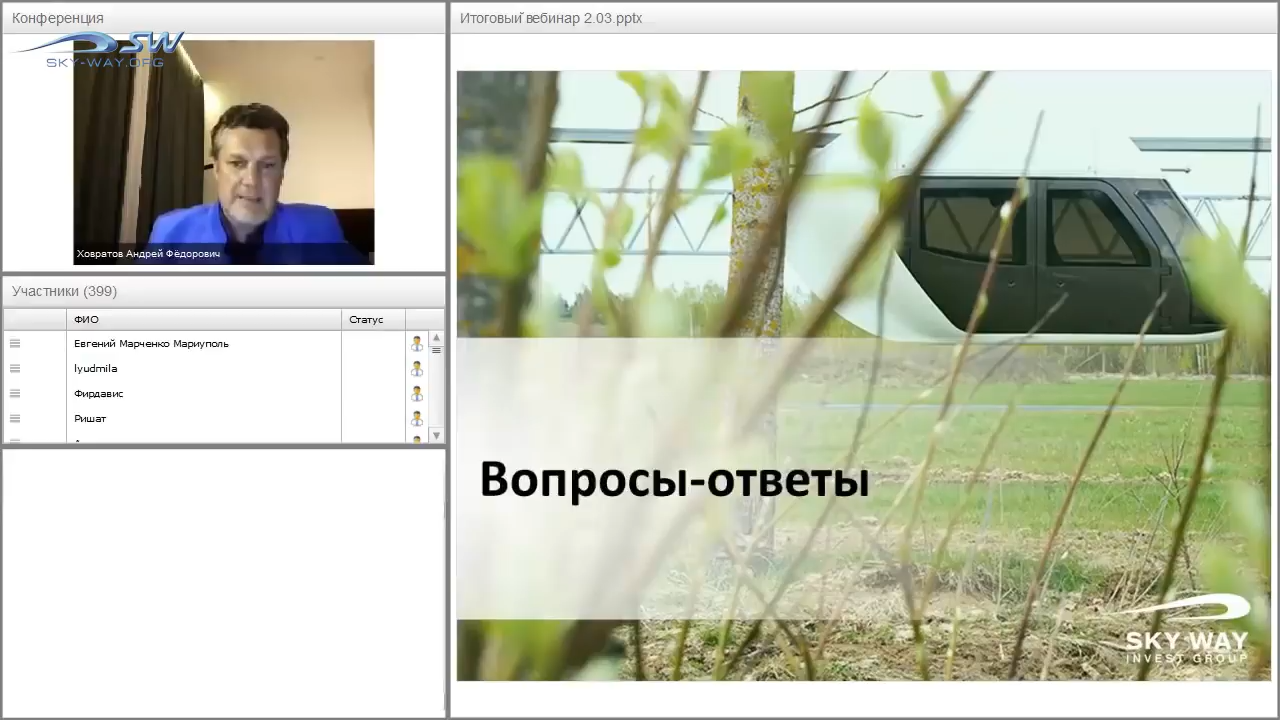 Конференция
SW
SKY-WAY.ORG
Ховратов Андрей Фёдорович
Участники (399)
ФИО
Статус
Евгений Марченко Мариуполь
lyudmila
Фирдавис
Ришат
Итоговый вебинар 2.03.pptx
Вопросы-ответы
SKY WAY
INVEST GROUP